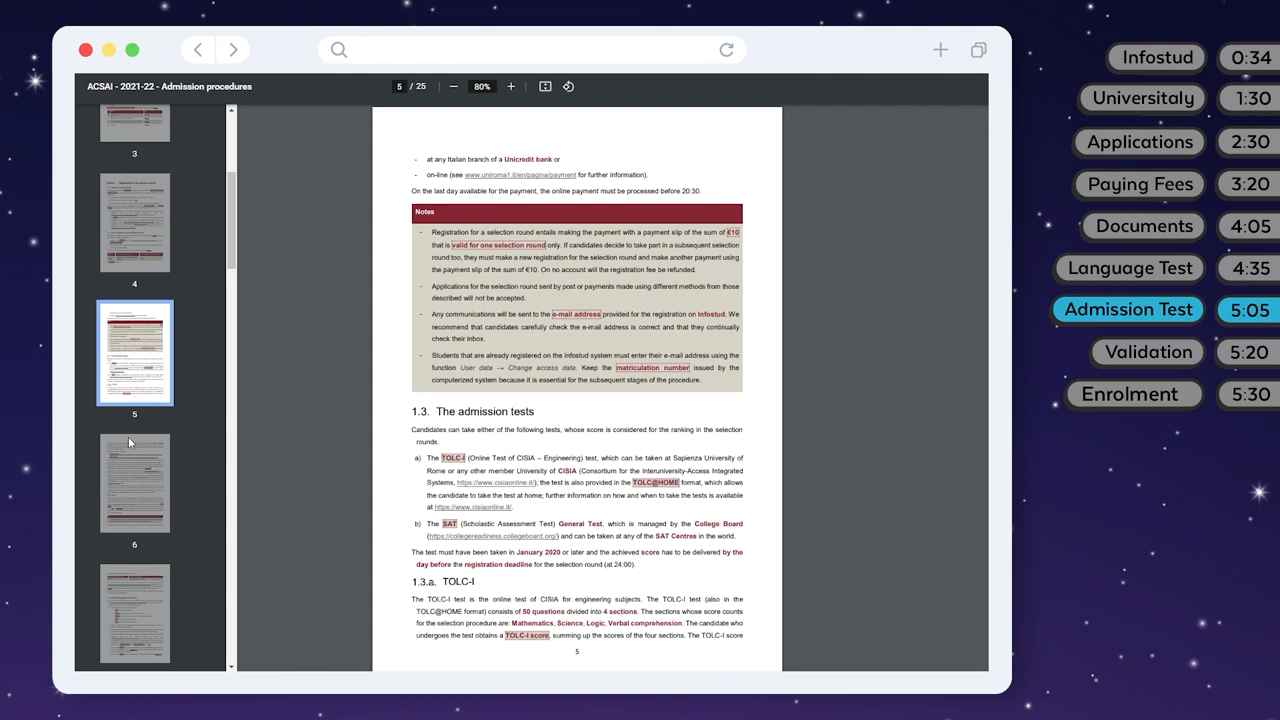 ACSAI - 2021-22 - Admission procedures
5 / 25
80%
3
4
5
6
- at any Italian branch of a Unicredit bank or
- on-line (see www.uniroma1.it/en/pagina/payment for further information).
On the last day available for the payment, the online payment must be processed before 20:30.
Notes
- Registration for a selection round entails making the payment with a payment slip of the sum of €10
that is valid for one selection round only. If candidates decide to take part in a subsequent selection
round too, they must make a new registration for the selection round and make another payment using
the payment slip of the sum of €10. On no account will the registration fee be refunded.
- Applications for the selection round sent by post or payments made using different methods from those
described will not be accepted.
- Any communications will be sent to the e-mail address provided for the registration on Infostud. We
recommend that candidates carefully check the e-mail address is correct and that they continually
check their inbox.
- Students that are already registered on the Infostud system must enter their e-mail address using the
function User data → Change access data. Keep the matriculation number issued by the
computerized system because it is essential for the subsequent stages of the procedure.
1.3. The admission tests
Candidates can take either of the following tests, whose score is considered for the ranking in the selection
rounds.
a) The TOLC-I (Online Test of CISIA – Engineering) test, which can be taken at Sapienza University of
Rome or any other member University of CISIA (Consortium for the Interuniversity-Access Integrated
Systems, https://www.cisiaonline.it/); the test is also provided in the TOLC@HOME format, which allows
the candidate to take the test at home; further information on how and when to take the tests is available
at https://www.cisiaonline.it/.
b) The SAT (Scholastic Assessment Test) General Test, which is managed by the College Board
(https://collegereadiness.collegeboard.org/) and can be taken at any of the SAT Centres in the world.
The test must have been taken in January 2020 or later and the achieved score has to be delivered by the
day before the registration deadline for the selection round (at 24:00).
1.3.a. TOLC-I
The TOLC-I test is the online test of CISIA for engineering subjects. The TOLC-I test (also in the
TOLC@HOME format) consists of 50 questions divided into 4 sections. The sections whose score counts
for the selection procedure are: Mathematics, Science, Logic, Verbal comprehension. The candidate who
undergoes the test obtains a TOLC-I score, summing up the scores of the four sections. The TOLC-I score
5
Infostud 0:34
Universitaly 1:30
Applications 2:30
Documents
Language Test 4:35
Admission Test
Enrolment 5:30